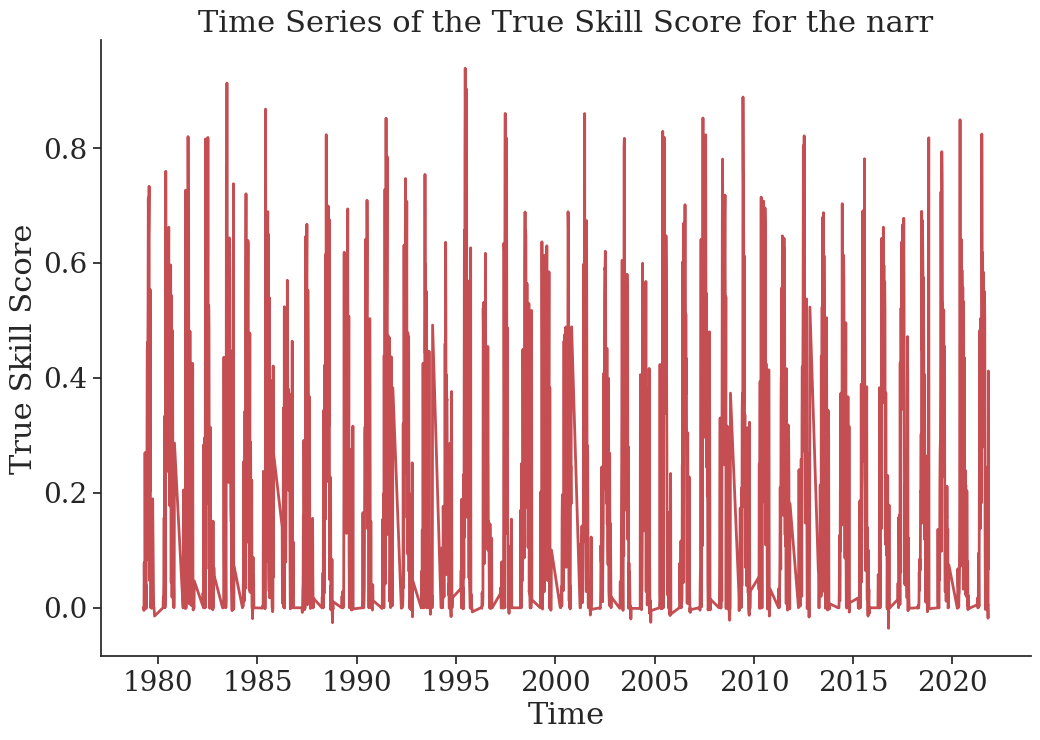 Time Series of the True Skill Score for the narr
True Skill Score
0.8
0.6
0.4
0.2
0.0
1980 1985 1990 1995 2000 2005 2010 2015 2020
Time